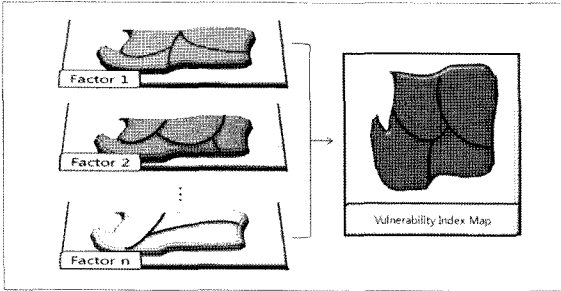 Factor 1
Factor 2
⋮
Factor n
Vulnerability Index Map